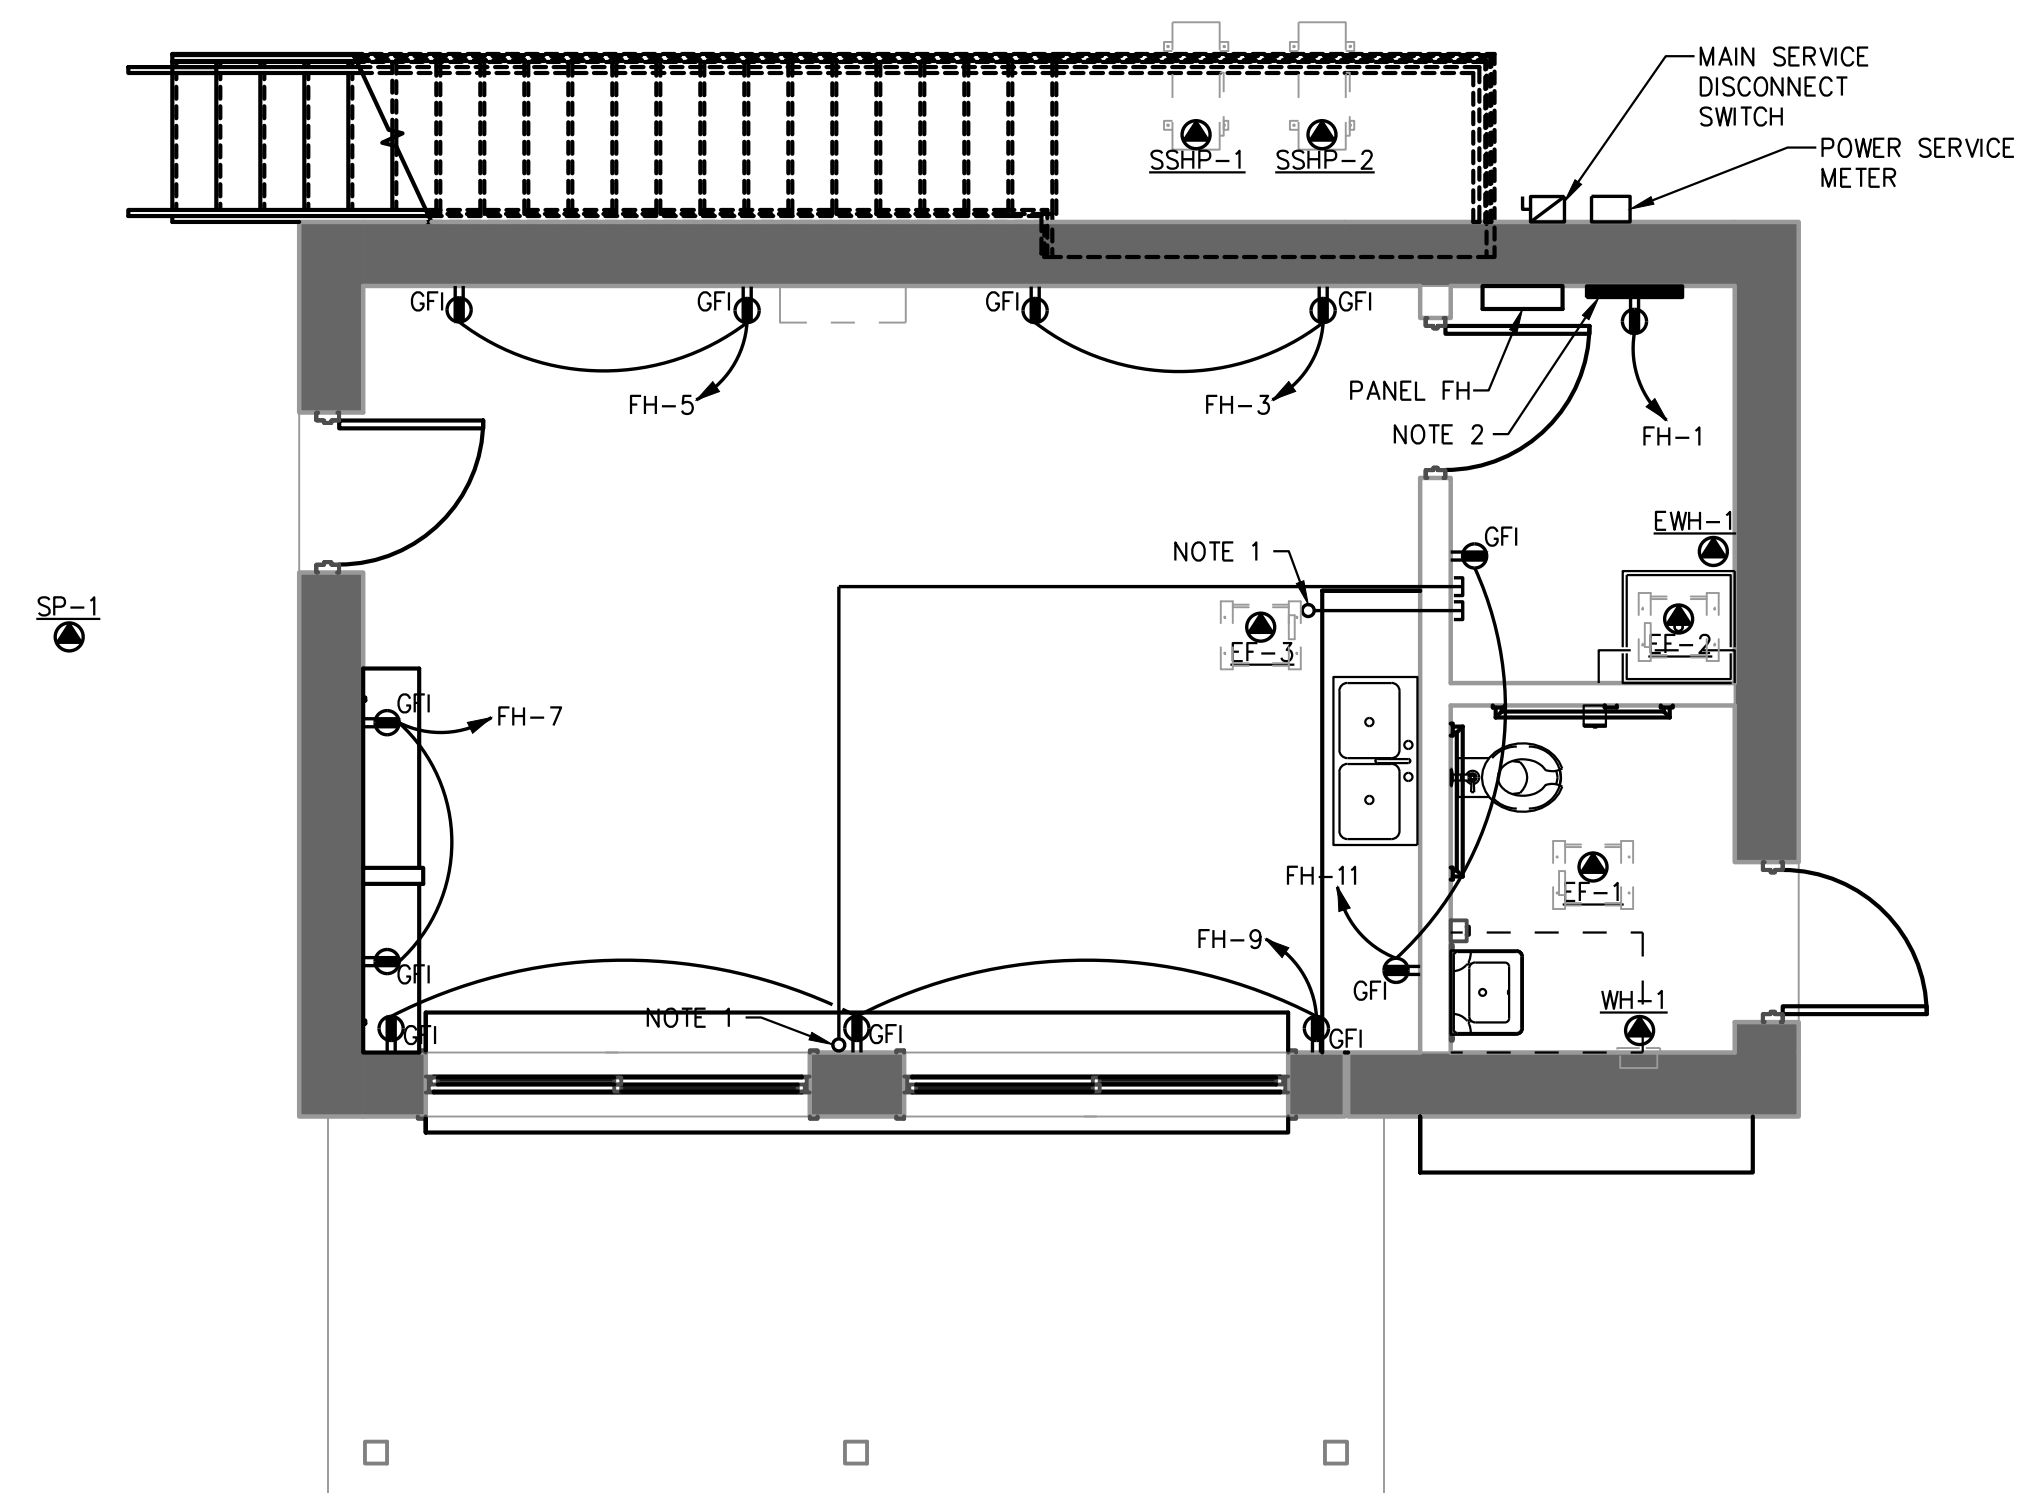 MAIN SERVICE
DISCONNECT
SWITCH
POWER SERVICE
METER
SSHP-1
SSHP-2
GFI
GFI
GFI
GFI
FH-5
FH-3
PANEL FH
NOTE 2
FH-1
EWH-1
GFI
NOTE 1
SP-1
EF-3
EF-2
GFI
FH-7
FH-11
EF-1
FH-9
GFI
GFI
WH-1
NOTE 1
GFI
GFI
GFI